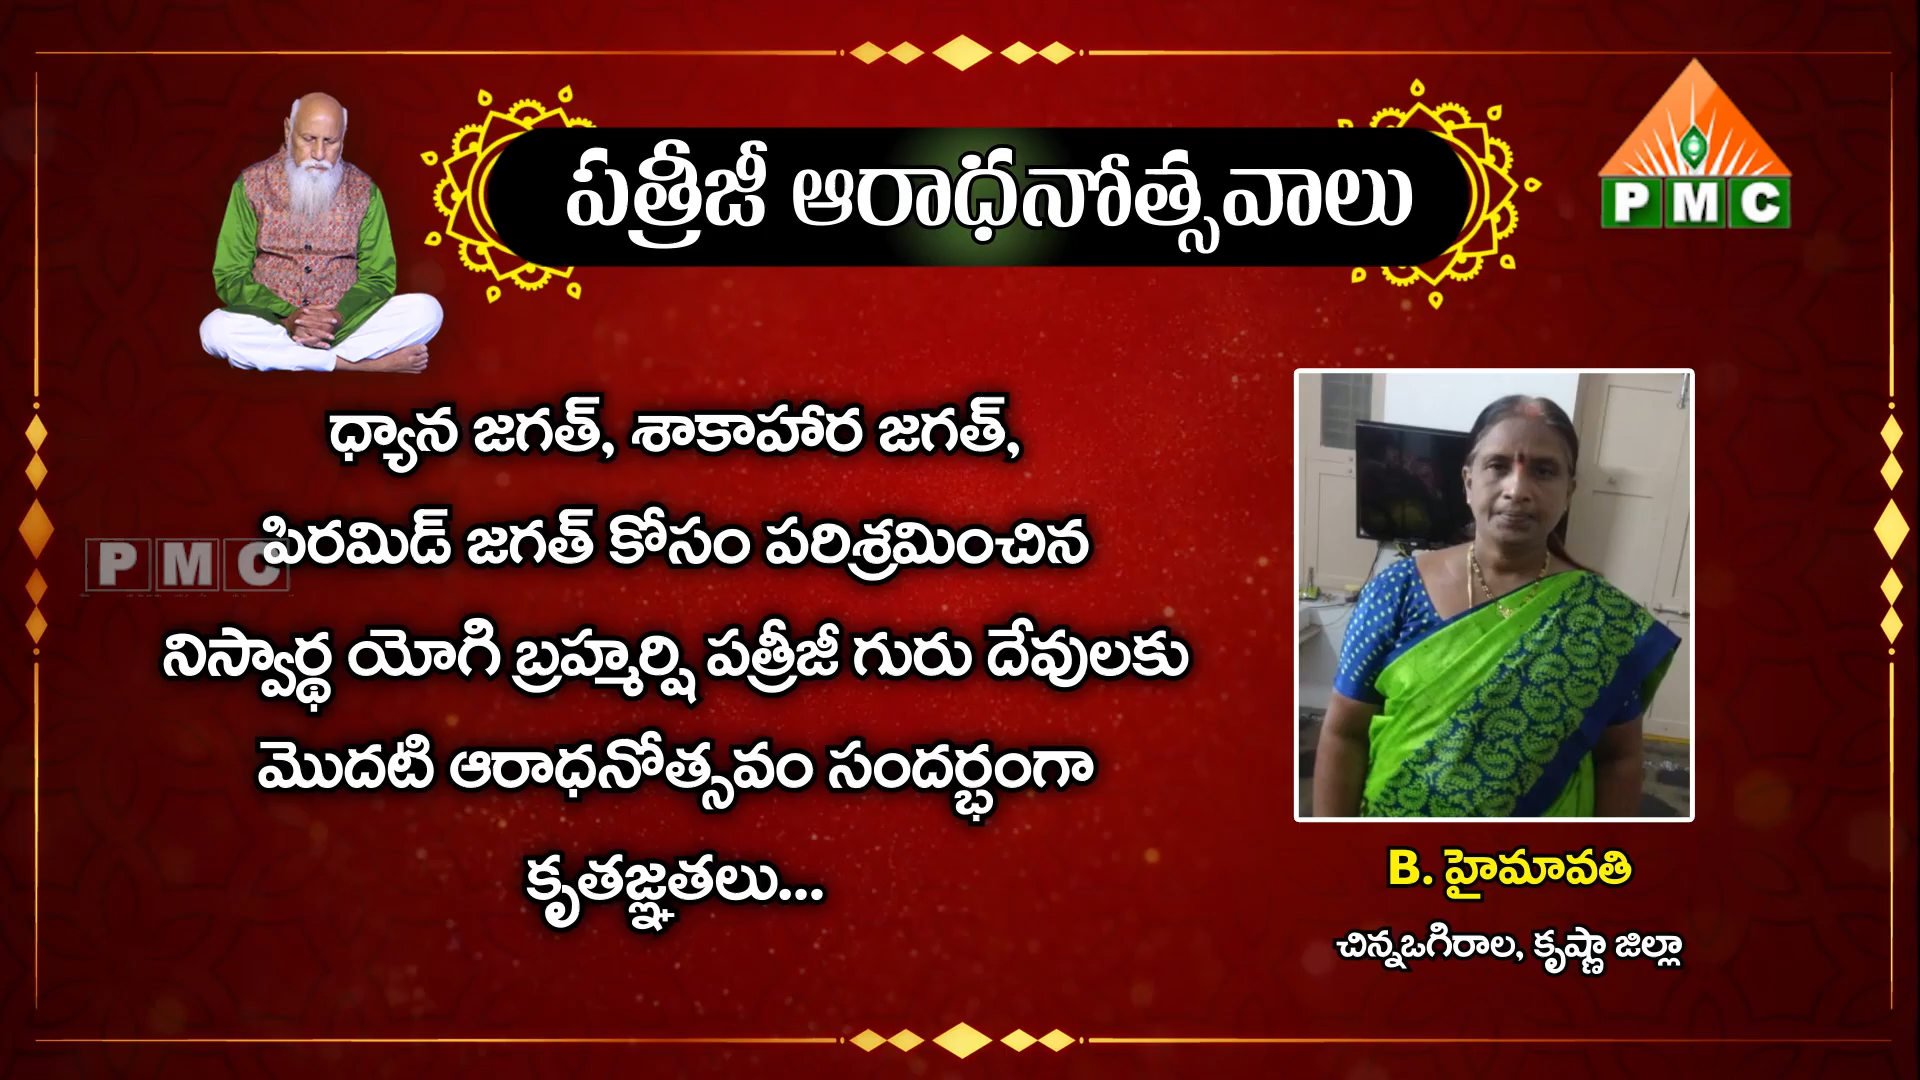 పత్రీజీ ఆరాధనోత్సవాలు
PMC
ధ్యాన జగత్, శాకాహార జగత్,
పిరమిడ్ జగత్ కోసం పరిశ్రమించిన
నిస్వార్థ యోగి బ్రహ్మర్షి పత్రీజీ గురు దేవులకు
మొదటి ఆరాధనోత్సవం సందర్భంగా
కృతజ్ఞతలు...
PMC
B. హైమావతి
చిన్నఒగిరాల, కృష్ణా జిల్లా